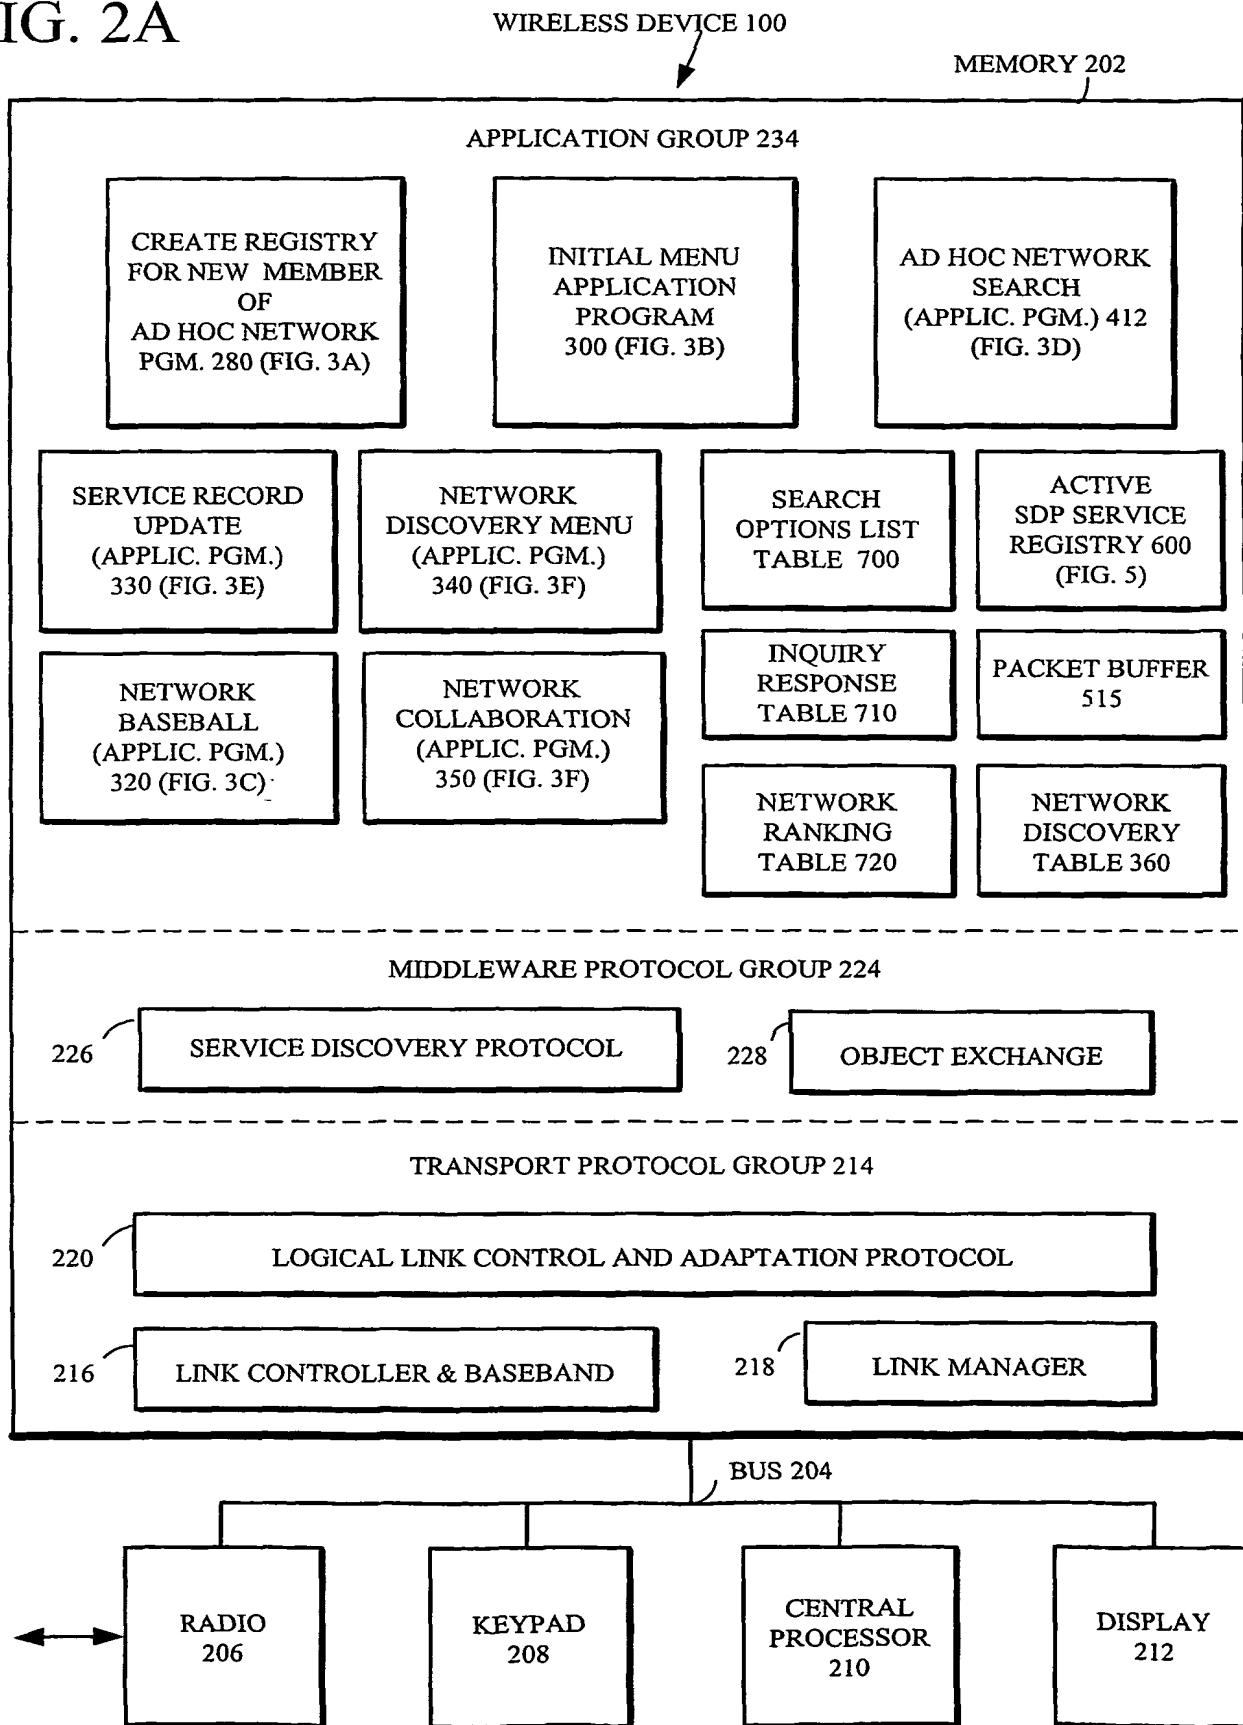 IG. 2A
WIRELESS DEVICE 100
MEMORY 202
APPLICATION GROUP 234
CREATE REGISTRY
FOR NEW MEMBER
OF
AD HOC NETWORK
PGM. 280 (FIG. 3A)
INITIAL MENU
APPLICATION
PROGRAM
300 (FIG. 3B)
AD HOC NETWORK
SEARCH
(APPLIC. PGM.) 412
(FIG. 3D)
SERVICE RECORD
UPDATE
(APPLIC. PGM.)
330 (FIG. 3E)
NETWORK
DISCOVERY MENU
(APPLIC. PGM.)
340 (FIG. 3F)
SEARCH
OPTIONS LIST
TABLE 700
ACTIVE
SDP SERVICE
REGISTRY 600
(FIG. 5)
NETWORK
BASEBALL
(APPLIC. PGM.)
320 (FIG. 3C)
NETWORK
COLLABORATION
(APPLIC. PGM.)
350 (FIG. 3F)
INQUIRY
RESPONSE
TABLE 710
PACKET BUFFER
515
NETWORK
RANKING
TABLE 720
NETWORK
DISCOVERY
TABLE 360
MIDDLEWARE PROTOCOL GROUP 224
226
SERVICE DISCOVERY PROTOCOL
228
OBJECT EXCHANGE
TRANSPORT PROTOCOL GROUP 214
220
LOGICAL LINK CONTROL AND ADAPTATION PROTOCOL
216
LINK CONTROLLER & BASEBAND
218
LINK MANAGER
BUS 204
RADIO
206
KEYPAD
208
CENTRAL
PROCESSOR
210
DISPLAY
212